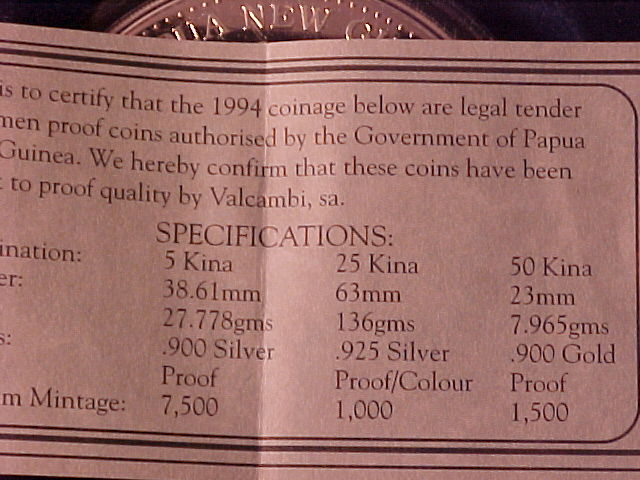 NEW
is to certify that the 1994 coinage below are legal tender
men proof coins authorised by the Government of Papua
Guinea. We hereby confirm that these coins have been
to proof quality by Valcambi, sa.
SPECIFICATIONS:
ination: 5 Kina 25 Kina 50 Kina
er: 38.61mm 63mm 23mm
27.778gms 136gms 7.965gms
s: .900 Silver .925 Silver .900 Gold
Proof Proof/Colour Proof
m Mintage: 7,500 1,000 1,500